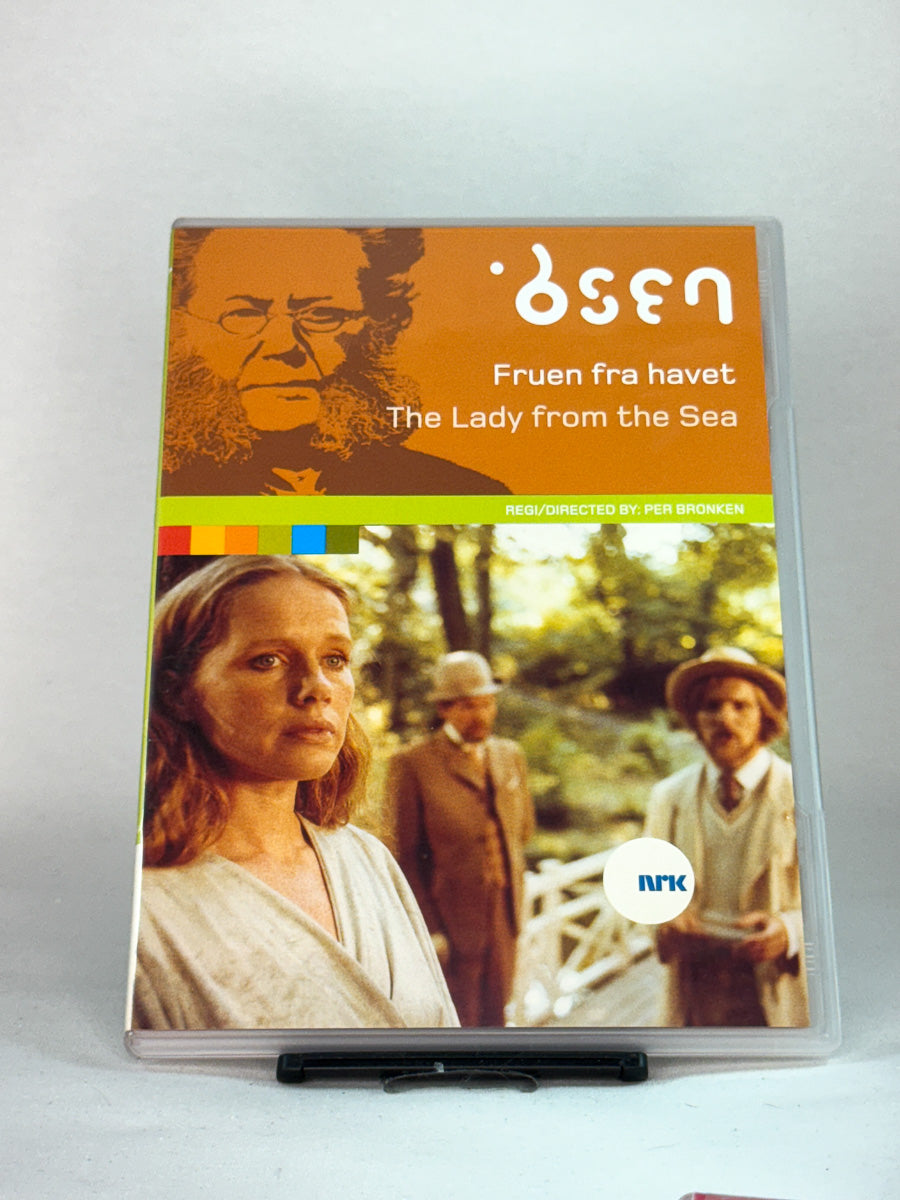 ibsen
Fruen fra havet
The Lady from the Sea
REGI/DIRECTED BY: PER BRONKEN
NRK